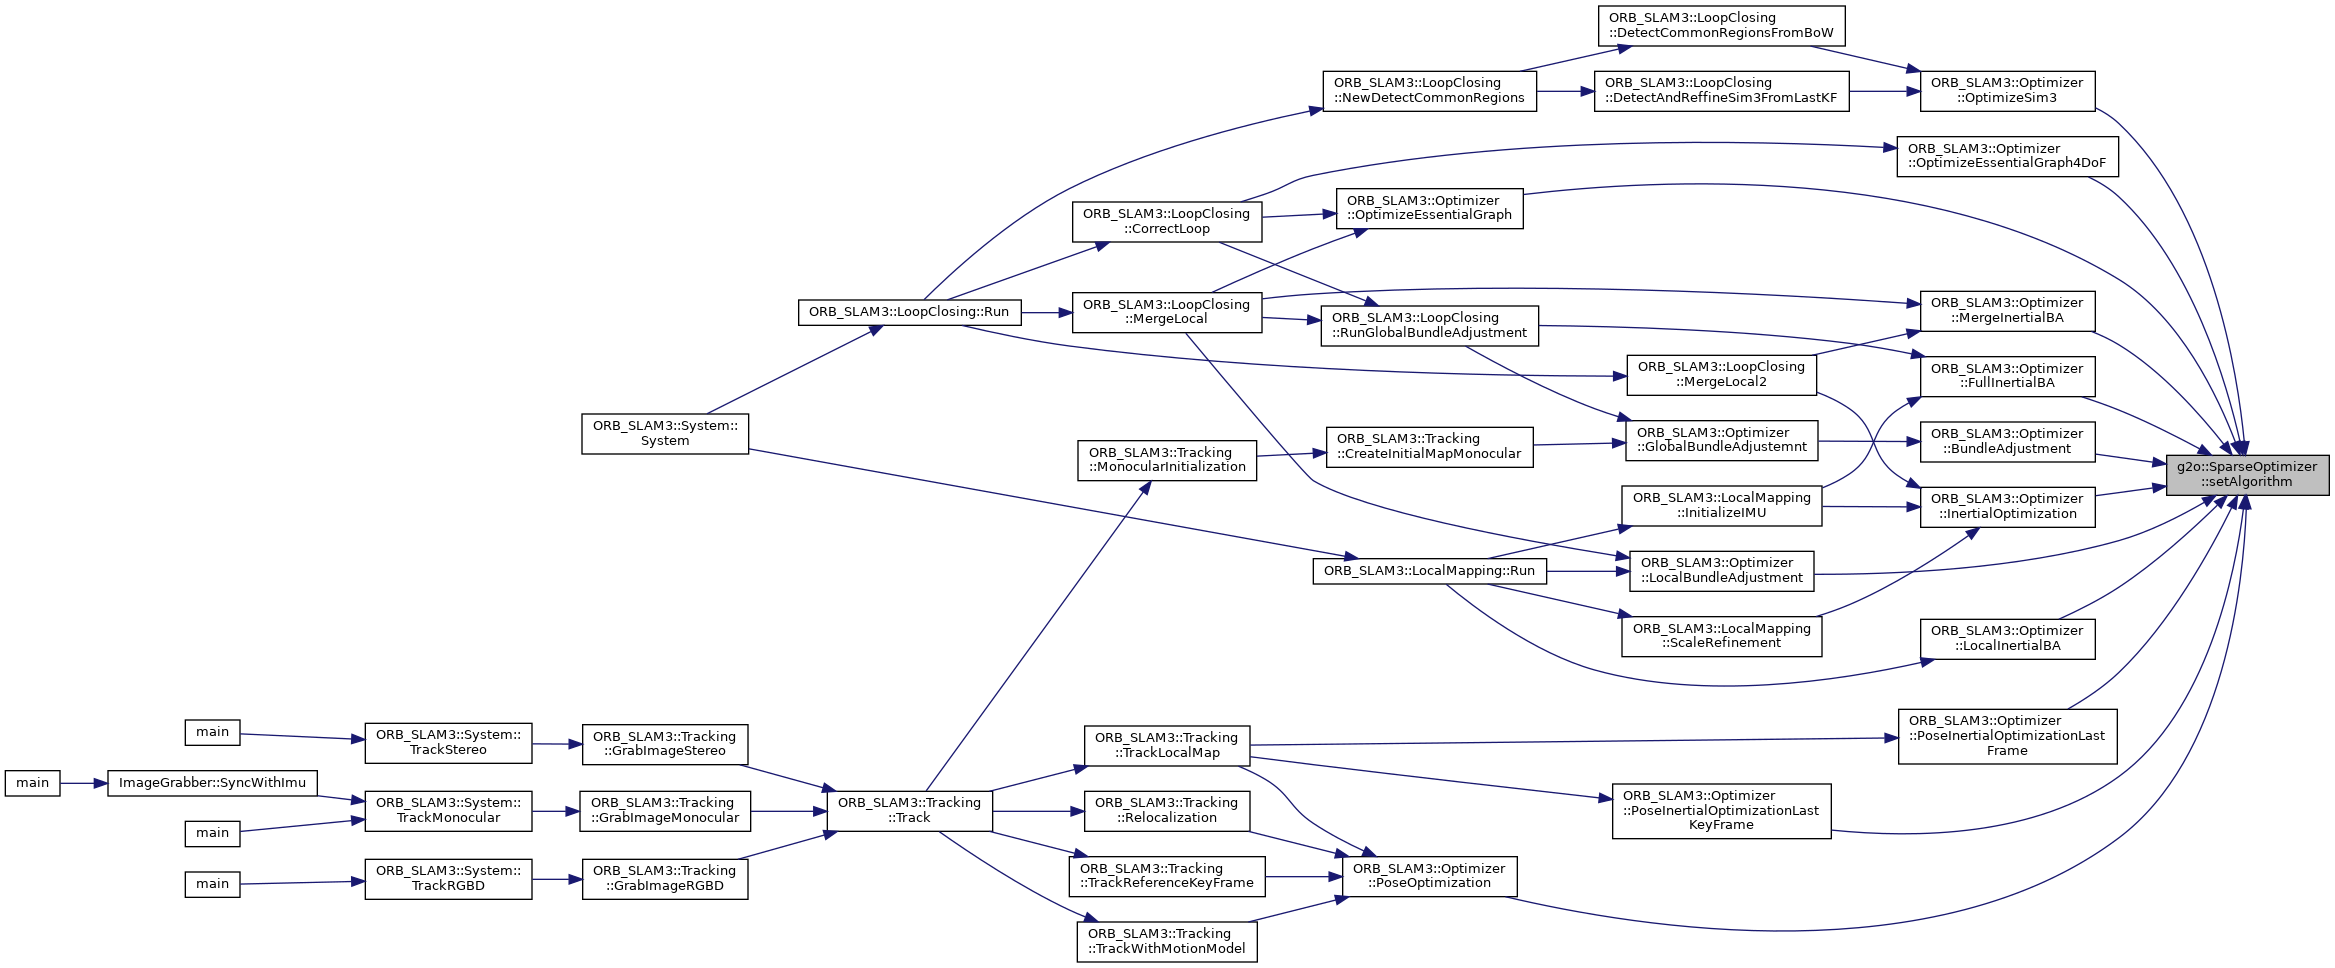 ORB_SLAM3::LoopClosing
::DetectCommonRegionsFromBoW
ORB_SLAM3::LoopClosing
::NewDetectCommonRegions
ORB_SLAM3::LoopClosing
::DetectAndReffineSim3FromLastKF
ORB_SLAM3::Optimizer
::OptimizeSim3
ORB_SLAM3::Optimizer
::OptimizeEssentialGraph4DoF
ORB_SLAM3::LoopClosing
::CorrectLoop
ORB_SLAM3::Optimizer
::OptimizeEssentialGraph
ORB_SLAM3::LoopClosing::Run
ORB_SLAM3::LoopClosing
::MergeLocal
ORB_SLAM3::LoopClosing
::RunGlobalBundleAdjustment
ORB_SLAM3::Optimizer
::MergeInertialBA
ORB_SLAM3::LoopClosing
::MergeLocal2
ORB_SLAM3::Optimizer
::FullInertialBA
ORB_SLAM3::System::
System
ORB_SLAM3::Tracking
::MonocularInitialization
ORB_SLAM3::Tracking
::CreateInitialMapMonocular
ORB_SLAM3::Optimizer
::GlobalBundleAdjustemnt
ORB_SLAM3::Optimizer
::BundleAdjustment
g2o::SparseOptimizer
::setAlgorithm
ORB_SLAM3::LocalMapping
::InitializeIMU
ORB_SLAM3::Optimizer
::InertialOptimization
ORB_SLAM3::LocalMapping::Run
ORB_SLAM3::Optimizer
::LocalBundleAdjustment
ORB_SLAM3::LocalMapping
::ScaleRefinement
ORB_SLAM3::Optimizer
::LocalInertialBA
main
ORB_SLAM3::System::
TrackStereo
ORB_SLAM3::Tracking
::GrabImageStereo
ORB_SLAM3::Tracking
::TrackLocalMap
ORB_SLAM3::Optimizer
::PoseInertialOptimizationLast
Frame
main
ImageGrabber::SyncWithImu
ORB_SLAM3::System::
TrackMonocular
ORB_SLAM3::Tracking
::GrabImageMonocular
ORB_SLAM3::Tracking
::Track
ORB_SLAM3::Tracking
::Relocalization
ORB_SLAM3::Optimizer
::PoseInertialOptimizationLast
KeyFrame
main
main
ORB_SLAM3::System::
TrackRGBD
ORB_SLAM3::Tracking
::GrabImageRGBD
ORB_SLAM3::Tracking
::TrackReferenceKeyFrame
ORB_SLAM3::Optimizer
::PoseOptimization
ORB_SLAM3::Tracking
::TrackWithMotionModel